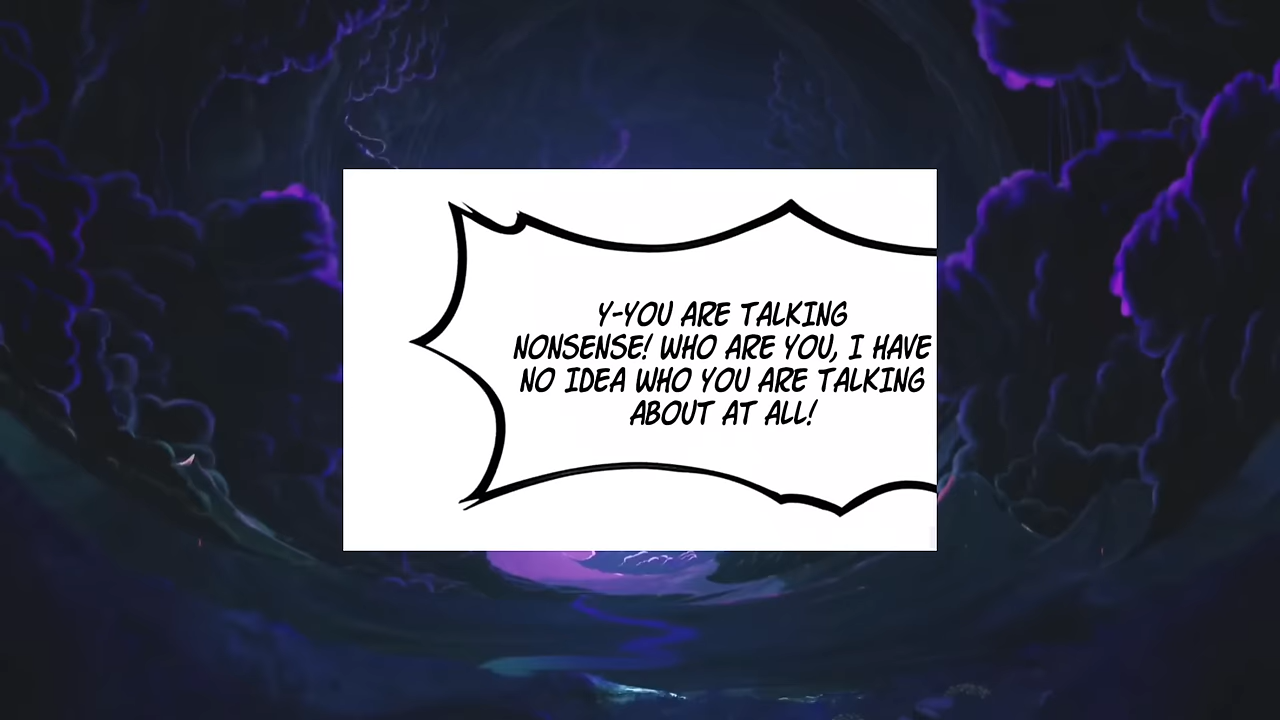 Y-YOU ARE TALKING
NONSENSE! WHO ARE YOU, I HAVE
NO IDEA WHO YOU ARE TALKING
ABOUT AT ALL!